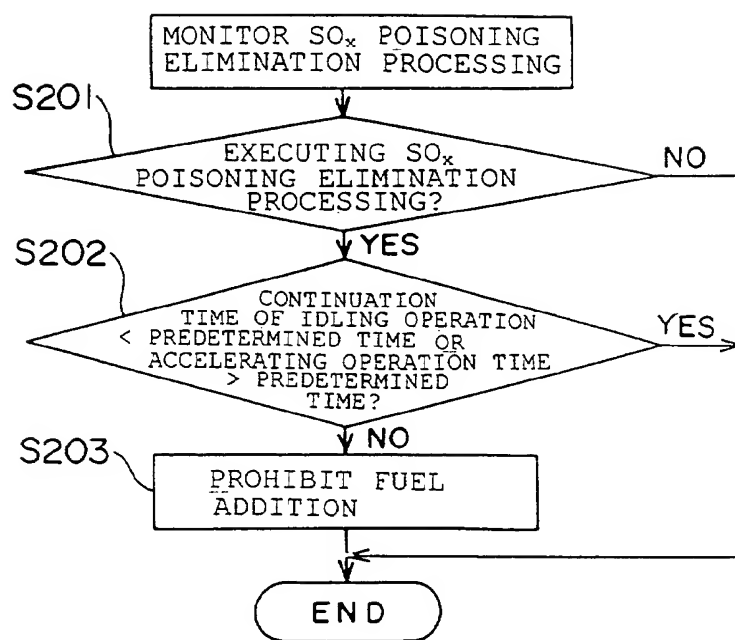 MONITOR SOx POISONING
ELIMINATION PROCESSING
S201
EXECUTING SOx
POISONING ELIMINATION
PROCESSING?
NO
YES
S202
CONTINUATION
TIME OF IDLING OPERATION
< PREDETERMINED TIME OR
ACCELERATING OPERATION TIME
> PREDETERMINED
TIME?
YES
NO
S203
PROHIBIT FUEL
ADDITION
END